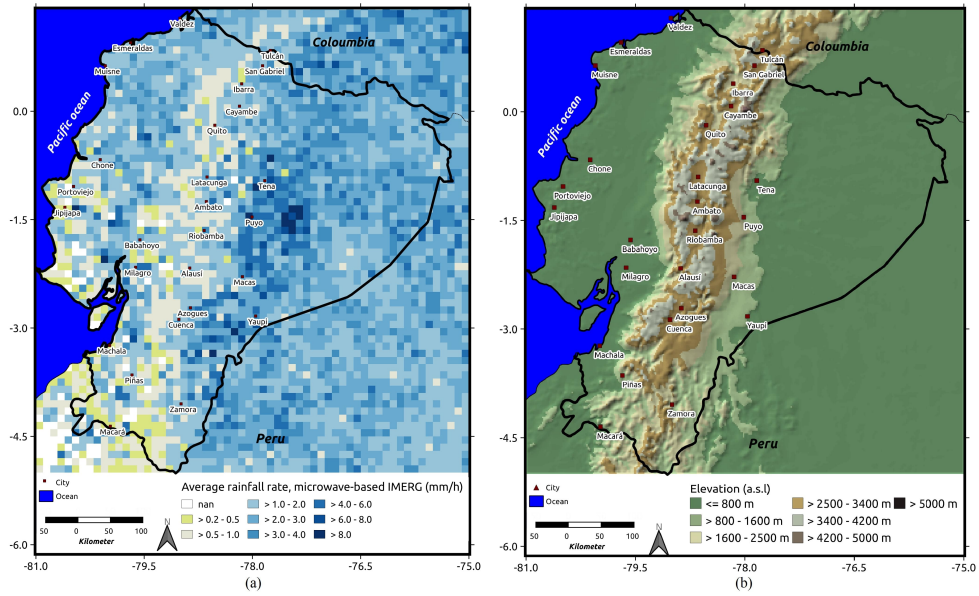 Valdez
Esmeraldas
Coloumbia
Tulcán
Muisne
San Gabriel
Ibarra
Pacific ocean
Cayambe
0.0
Quito
Chone
Latacunga
Tena
Portoviejo
Ambato
Jipijapa
-1.5
Puyo
Riobamba
Babahoyo
Milagro
Alausí
Macas
Azogues
Cuenca
Yaupi
-3.0
Machala
Piñas
Zamora
Macará
-4.5
Peru
City
Ocean
Average rainfall rate, microwave-based IMERG (mm/h)
nan
> 0.2 - 0.5
> 0.5 - 1.0
> 1.0 - 2.0
> 2.0 - 3.0
> 3.0 - 4.0
> 4.0 - 6.0
> 6.0 - 8.0
> 8.0
50 0 50 100
Kilometer
N
-6.0
-81.0 -79.5 -78.0 -76.5 -75.0
(a)
Valdez
Esmeraldas
Coloumbia
Tulcán
Muisne
San Gabriel
Ibarra
Pacific ocean
Cayambe
0.0
Quito
Chone
Latacunga
Tena
Portoviejo
Ambato
Jipijapa
-1.5
Puyo
Riobamba
Babahoyo
Milagro
Alausí
Macas
Azogues
Cuenca
Yaupi
-3.0
Machala
Piñas
Zamora
Macará
-4.5
Peru
City
Ocean
Elevation (a.s.l)
<= 800 m
> 800 - 1600 m
> 1600 - 2500 m
> 2500 - 3400 m
> 3400 - 4200 m
> 4200 - 5000 m
> 5000 m
50 0 50 100
Kilometer
N
-6.0
-81.0 -79.5 -78.0 -76.5 -75.0
(b)